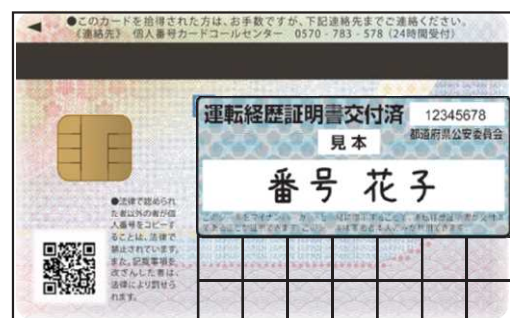 ●このカードを拾得された方は、お手数ですが、下記連絡先までご連絡ください。
《連絡先》 個人番号カードコールセンター 0570-783-578 (24時間受付)
運転経歴証明書交付済
12345678
都道府県公安委員会
見本
番号 花子
●法律で認められ
た者以外の者が個
人番号をコピーす
ることは、法律で
禁止されています。
また、記載事項を
改ざんした者は、
法律により罰せら
れます。